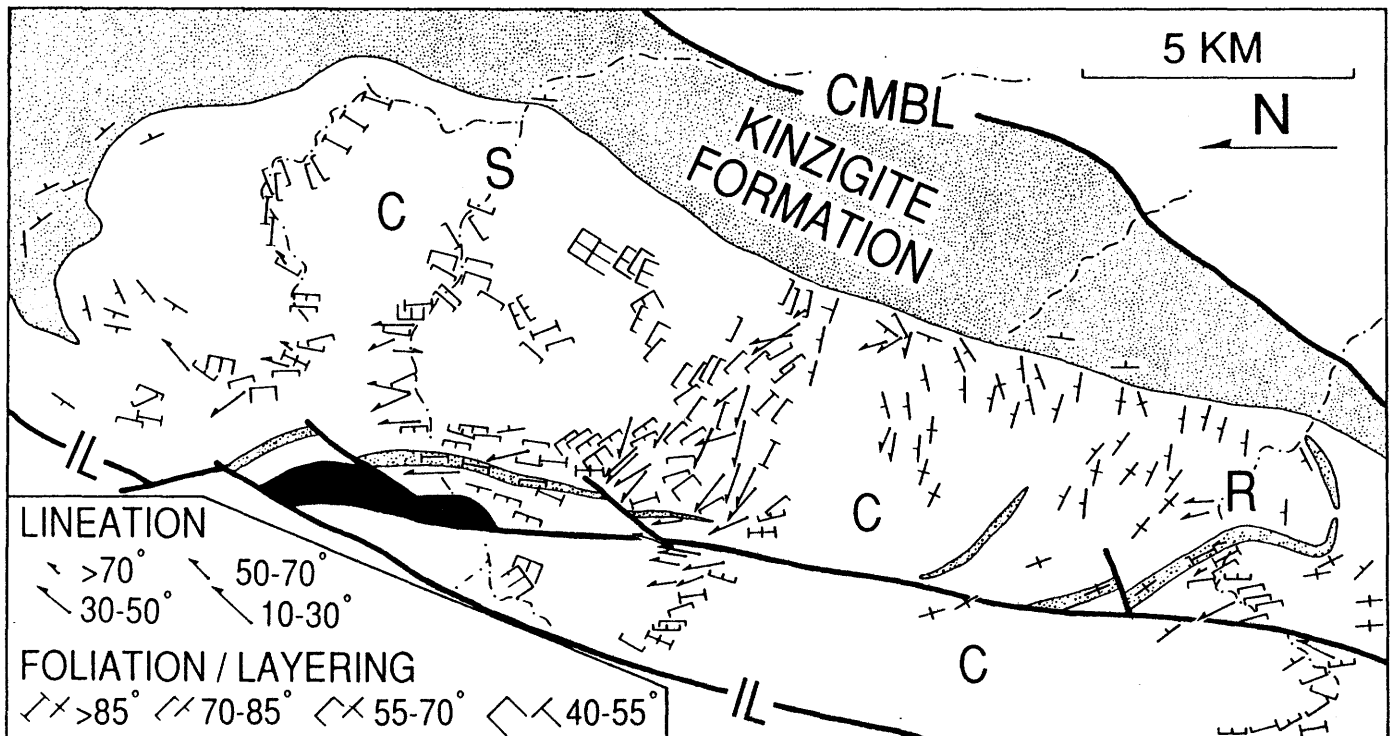 5 KM
N
CMBL
KINZIGITE
FORMATION
S
C
C
R
C
IL
IL
LINEATION
>70° 50-70°
30-50° 10-30°
FOLIATION / LAYERING
>85° 70-85° 55-70° 40-55°